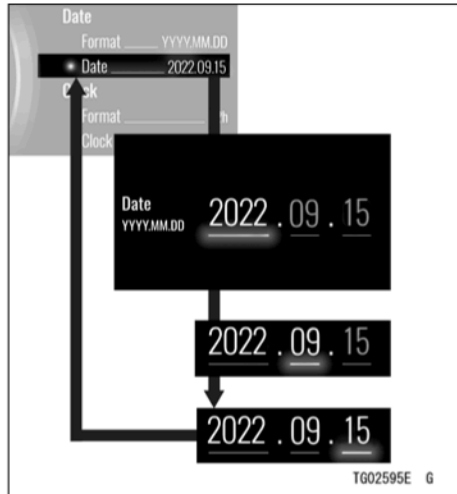 Date
Format YYYY.MM.DD
Date 2022.09.15
Format
Clock
Date
YYYY.MM.DD
2022 . 09 . 15
2022 . 09 . 15
2022 . 09 . 15
TG02595E G